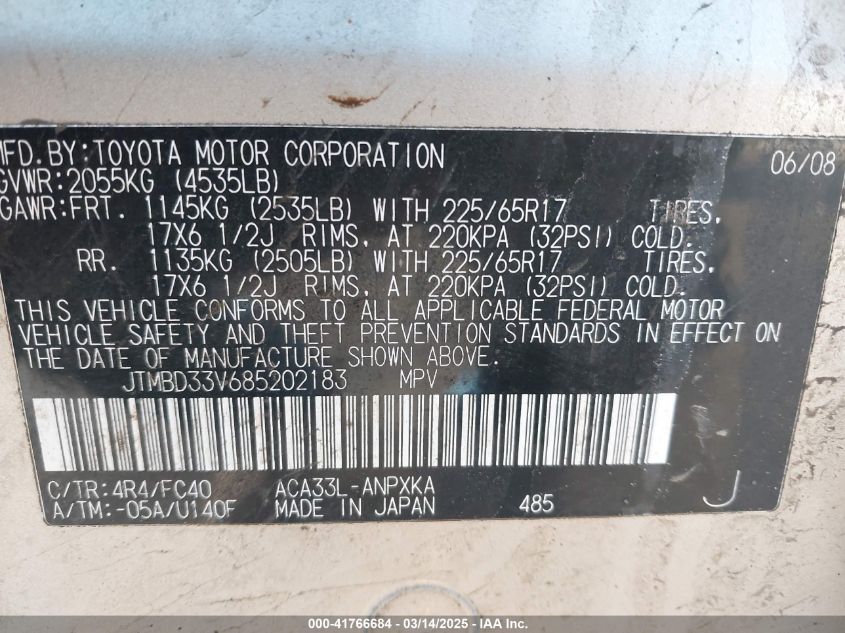 MFD.BY:TOYOTA MOTOR CORPORATION 06/08
GVWR:2055KG (4535LB)
GAWR:FRT. 1145KG (2535LB) WITH 225/65R17 TIRES,
17X6 1/2J RIMS, AT 220KPA (32PSI) COLD.
RR. 1135KG (2505LB) WITH 225/65R17 TIRES,
17X6 1/2J RIMS, AT 220KPA (32PSI) COLD.
THIS VEHICLE CONFORMS TO ALL APPLICABLE FEDERAL MOTOR
VEHICLE SAFETY AND THEFT PREVENTION STANDARDS IN EFFECT ON
THE DATE OF MANUFACTURE SHOWN ABOVE.
JTMBD33V685202183 MPV
C/TR:4R4/FC40 ACA33L-ANPXKA
A/TM:-05A/U140F MADE IN JAPAN 485 J
000-41766684 / 03/14/2025 - IAA Inc.